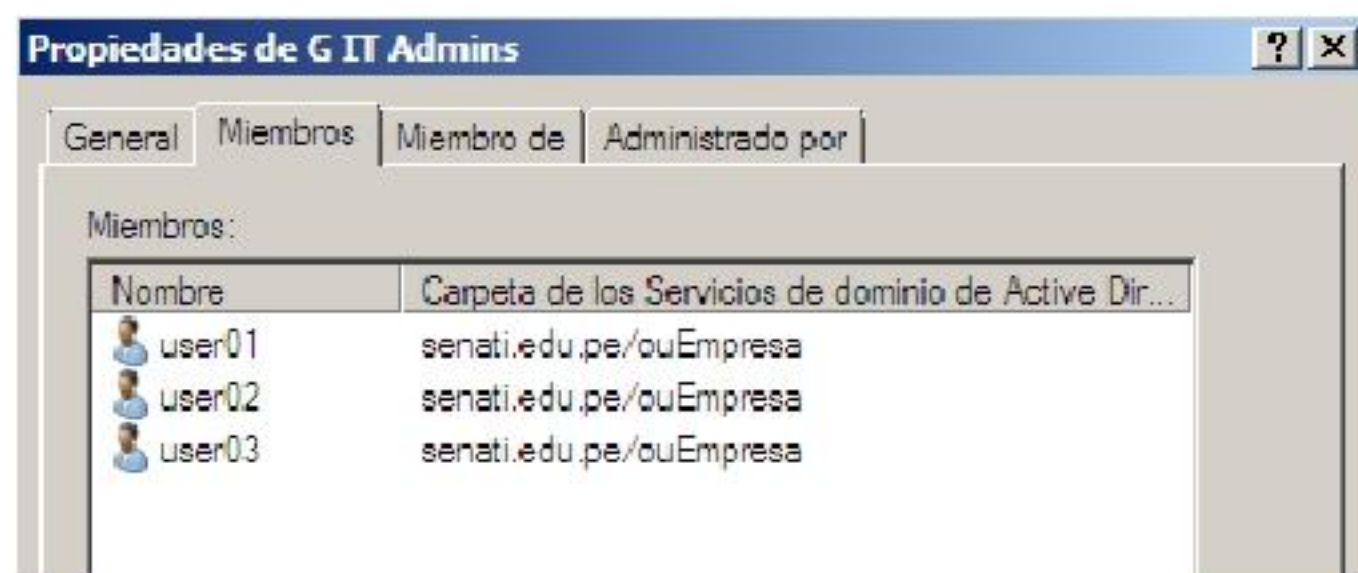 Propiedades de G IT Admins
General Miembros Miembro de Administrado por
Miembros:
Nombre Carpeta de los Servicios de dominio de Active Dir...
user01 senati.edu.pe/ouEmpresa
user02 senati.edu.pe/ouEmpresa
user03 senati.edu.pe/ouEmpresa